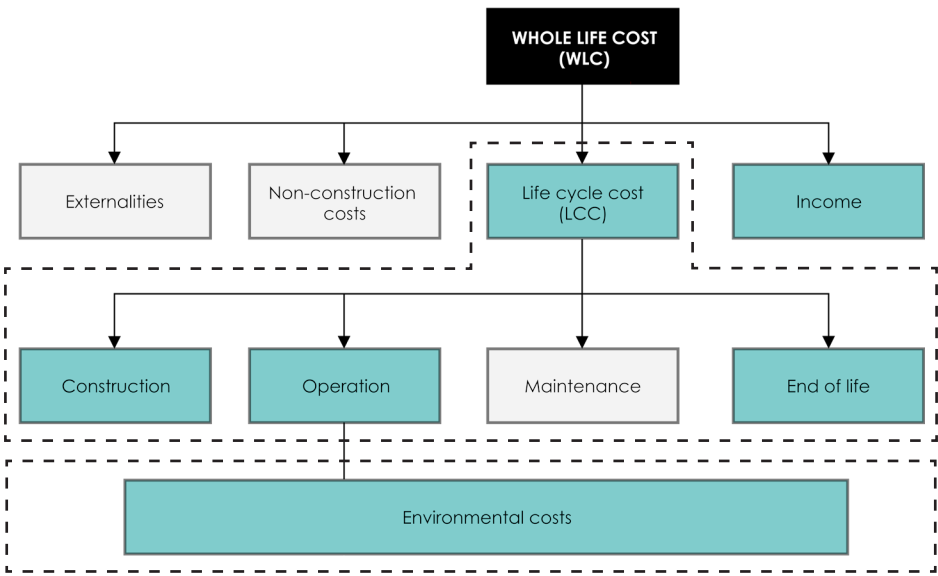 WHOLE LIFE COST
(WLC)
Externalities
Non-construction
costs
Life cycle cost
(LCC)
Income
Construction
Operation
Maintenance
End of life
Environmental costs